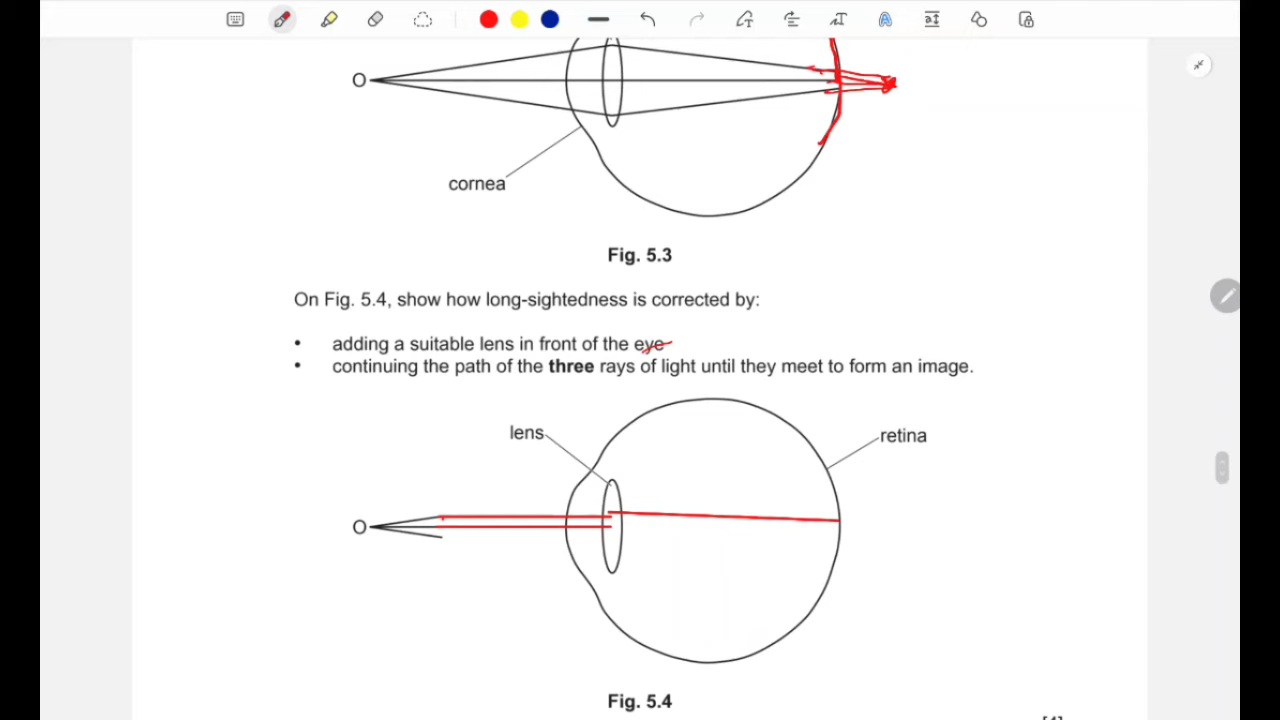 O
cornea
Fig. 5.3
On Fig. 5.4, show how long-sightedness is corrected by:
• adding a suitable lens in front of the eye
• continuing the path of the three rays of light until they meet to form an image.
lens
retina
O
Fig. 5.4